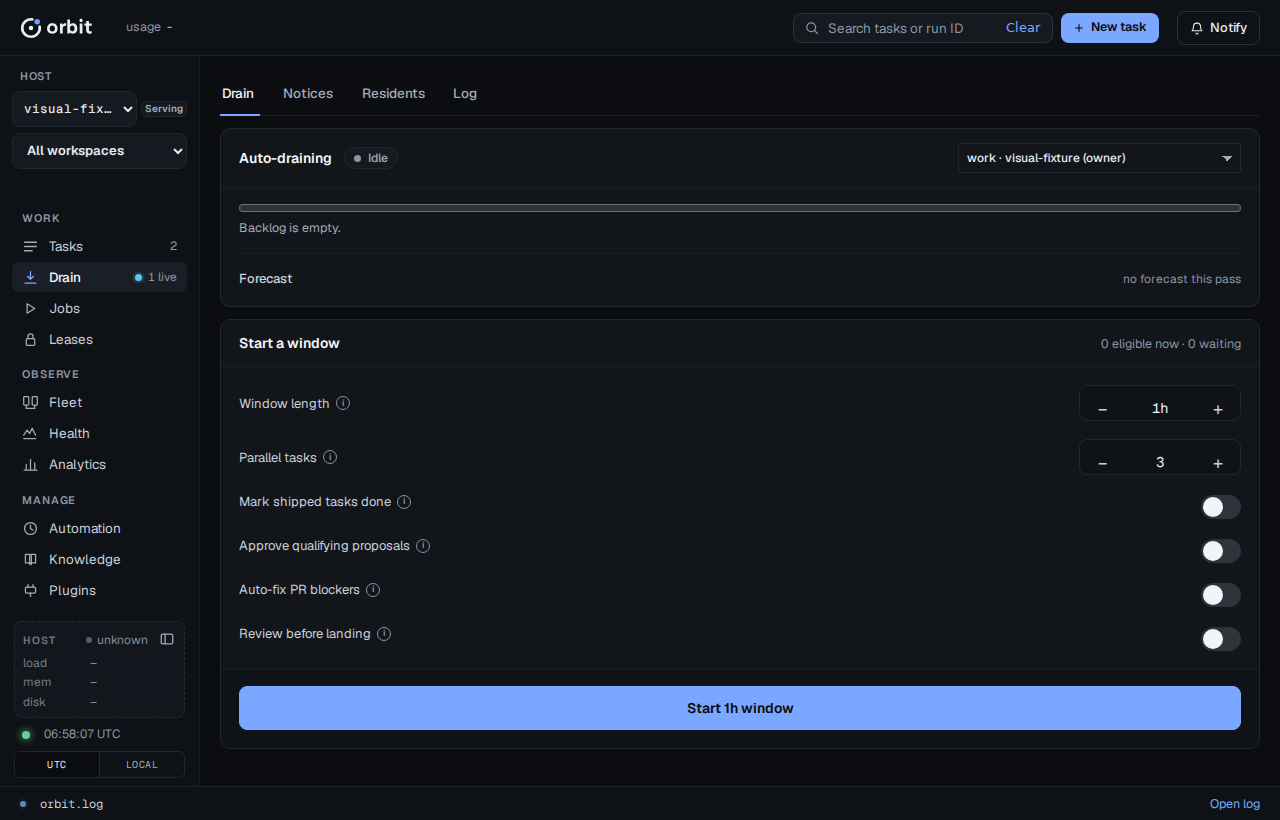 orbit
usage –
Search tasks or run ID
Clear
+ New task
Notify
HOST
visual-fix…
Serving
All workspaces
WORK
Tasks 2
Drain 1 live
Jobs
Leases
OBSERVE
Fleet
Health
Analytics
MANAGE
Automation
Knowledge
Plugins
HOST unknown
load –
mem –
disk –
06:58:07 UTC
UTC LOCAL
Drain Notices Residents Log
Auto-draining Idle
work · visual-fixture (owner)
Backlog is empty.
Forecast no forecast this pass
Start a window 0 eligible now · 0 waiting
Window length i − 1h +
Parallel tasks i − 3 +
Mark shipped tasks done i
Approve qualifying proposals i
Auto-fix PR blockers i
Review before landing i
Start 1h window
orbit.log Open log